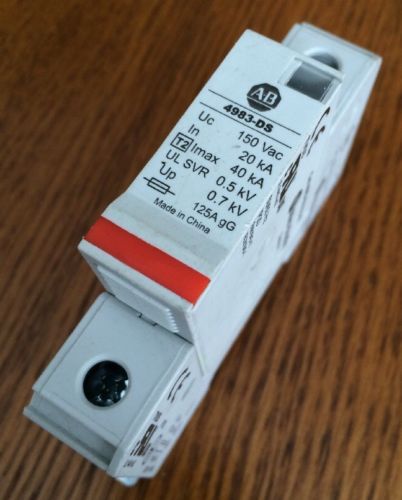 A-B
4983-DS
Uc 150 Vac
In 20 kA
T2 Imax 40 kA
UL SVR 0.5 kV
Up 0.7 kV
125A gG
Made in China